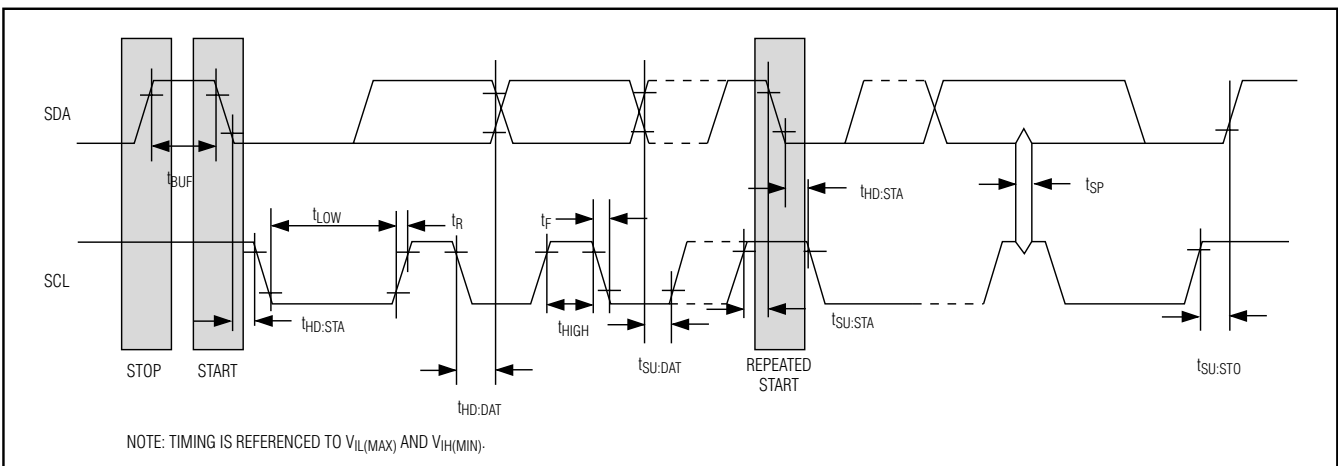 SDA
tBUF
tHD:STA
tSP
tLOW
tR
tF
SCL
tHD:STA
tHIGH
tSU:STA
tSU:DAT
tSU:STO
STOP
START
REPEATED
START
tHD:DAT
NOTE: TIMING IS REFERENCED TO VIL(MAX) AND VIH(MIN).